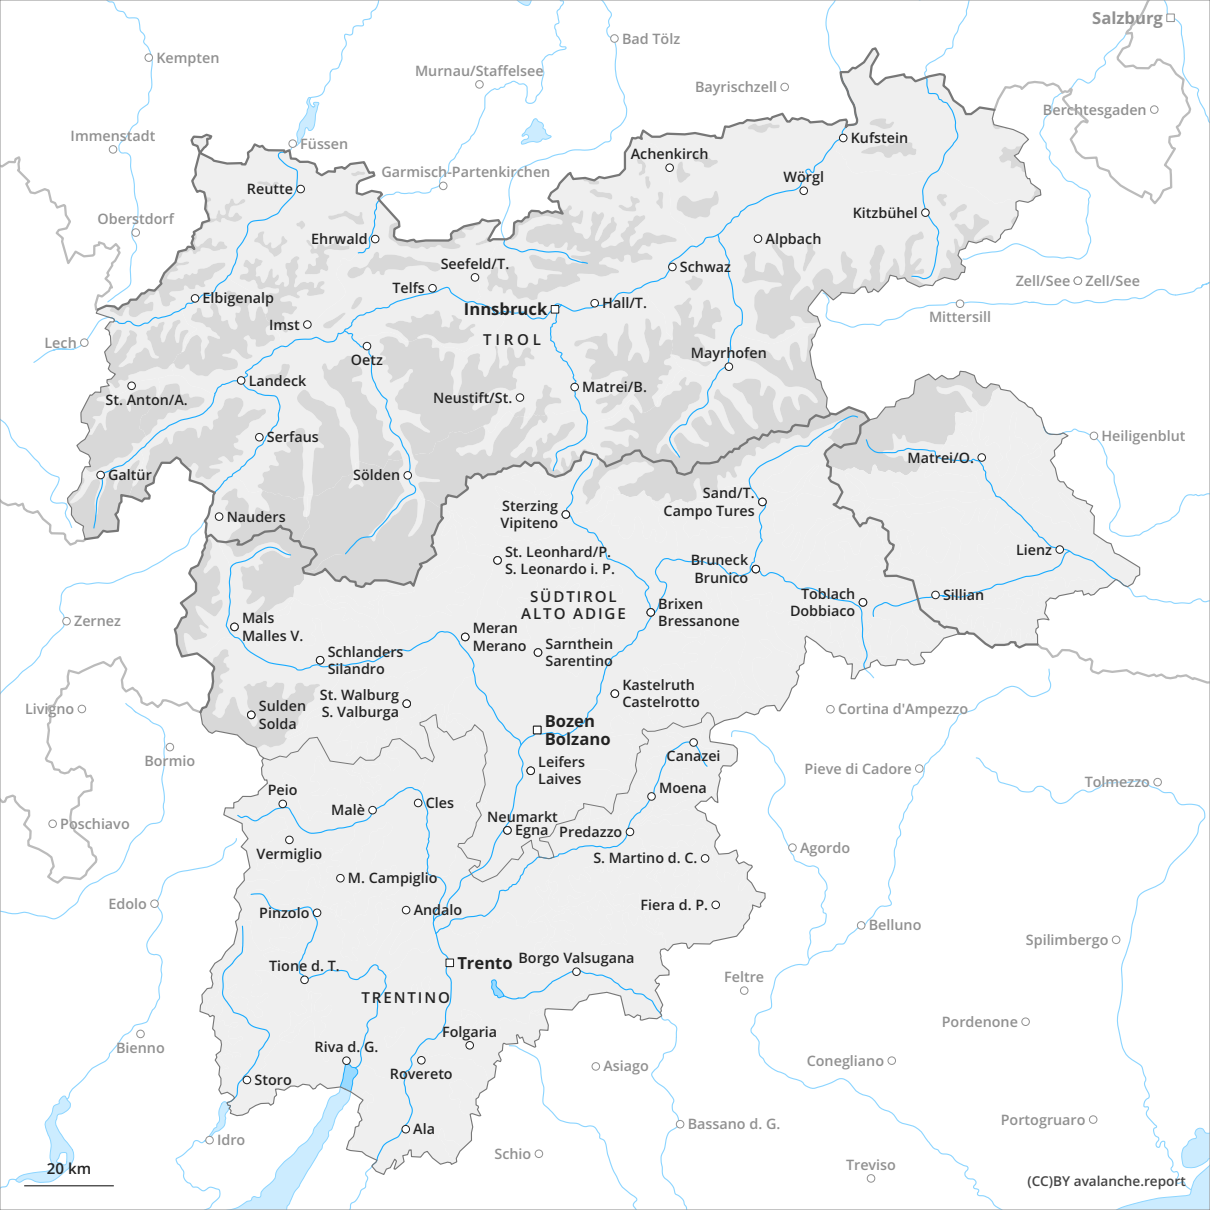 Salzburg
Bad Tölz
Kempten
Murnau/Staffelsee
Bayrischzell
Berchtesgaden
Immenstadt
Füssen
Kufstein
Achenkirch
Garmisch-Partenkirchen
Wörgl
Reutte
Oberstdorf
Kitzbühel
Ehrwald
Alpbach
Seefeld/T.
Schwaz
Zell/See
Zell/See
Telfs
Elbigenalp
Innsbruck
Hall/T.
Mittersill
Imst
TIROL
Lech
Oetz
Mayrhofen
Landeck
Matrei/B.
St. Anton/A.
Neustift/St.
Serfaus
Heiligenblut
Matrei/O.
Galtür
Sölden
Sand/T.
Campo Tures
Sterzing
Vipiteno
Nauders
St. Leonhard/P.
S. Leonardo i. P.
Lienz
Bruneck
Brunico
SÜDTIROL
ALTO ADIGE
Toblach
Dobbiaco
Sillian
Brixen
Bressanone
Zernez
Mals
Malles V.
Meran
Merano
Sarnthein
Sarentino
Schlanders
Silandro
Kastelruth
Castelrotto
St. Walburg
S. Valburga
Sulden
Solda
Livigno
Cortina d'Ampezzo
Bozen
Bolzano
Bormio
Canazei
Leifers
Laives
Pieve di Cadore
Tolmezzo
Peio
Moena
Malè
Cles
Neumarkt
Egna
Predazzo
Poschiavo
Vermiglio
Agordo
S. Martino d. C.
M. Campiglio
Edolo
Pinzolo
Andalo
Fiera d. P.
Belluno
Spilimbergo
Trento
Borgo Valsugana
Tione d. T.
Feltre
TRENTINO
Pordenone
Folgaria
Bienno
Riva d. G.
Conegliano
Asiago
Rovereto
Storo
Portogruaro
Bassano d. G.
Ala
Idro
Schio
Treviso
20 km
(CC)BY avalanche.report